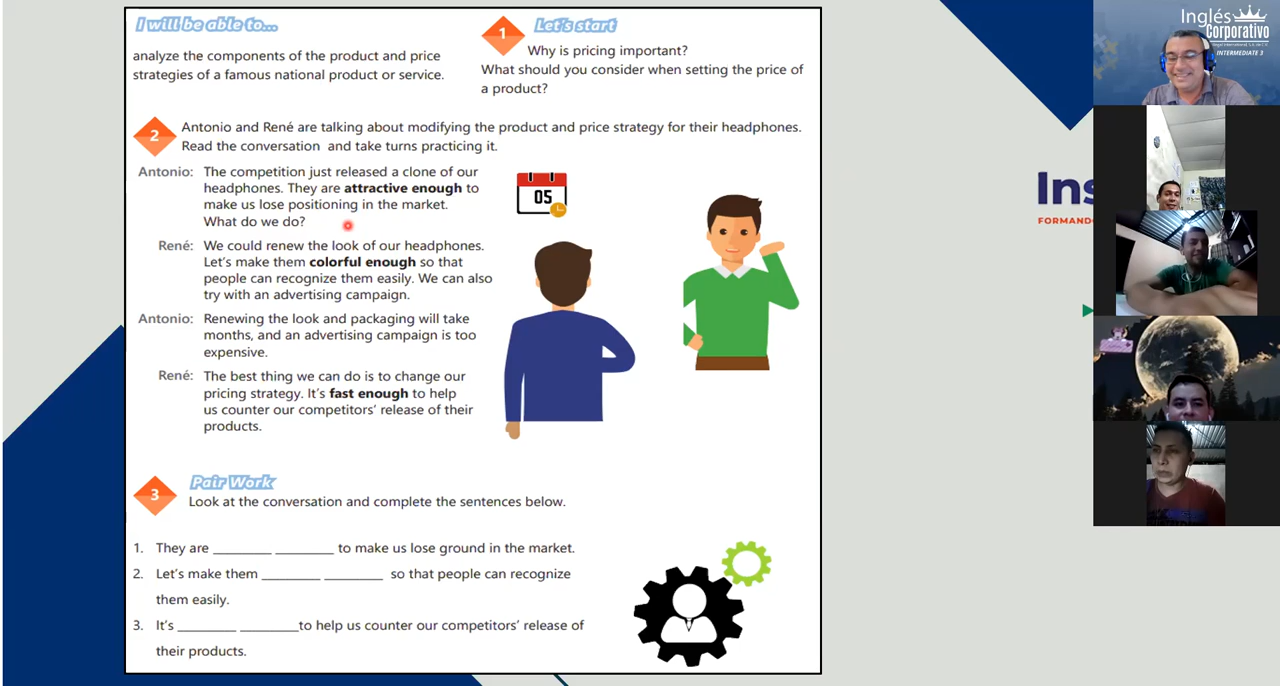 I will be able to...
analyze the components of the product and price
strategies of a famous national product or service.
1
Let's start
Why is pricing important?
What should you consider when setting the price of
a product?
2
Antonio and René are talking about modifying the product and price strategy for their headphones.
Read the conversation and take turns practicing it.
Antonio: The competition just released a clone of our
headphones. They are attractive enough to
make us lose positioning in the market.
What do we do?
René: We could renew the look of our headphones.
Let's make them colorful enough so that
people can recognize them easily. We can also
try with an advertising campaign.
Antonio: Renewing the look and packaging will take
months, and an advertising campaign is too
expensive.
René: The best thing we can do is to change our
pricing strategy. It's fast enough to help
us counter our competitors' release of their
products.
05
3
Pair Work
Look at the conversation and complete the sentences below.
1. They are ________ ________ to make us lose ground in the market.
2. Let's make them ________ ________ so that people can recognize
them easily.
3. It's ________ ________to help us counter our competitors' release of
their products.
Ins
FORMANDO
Inglés
Corporativo
INTERMEDIATE 3